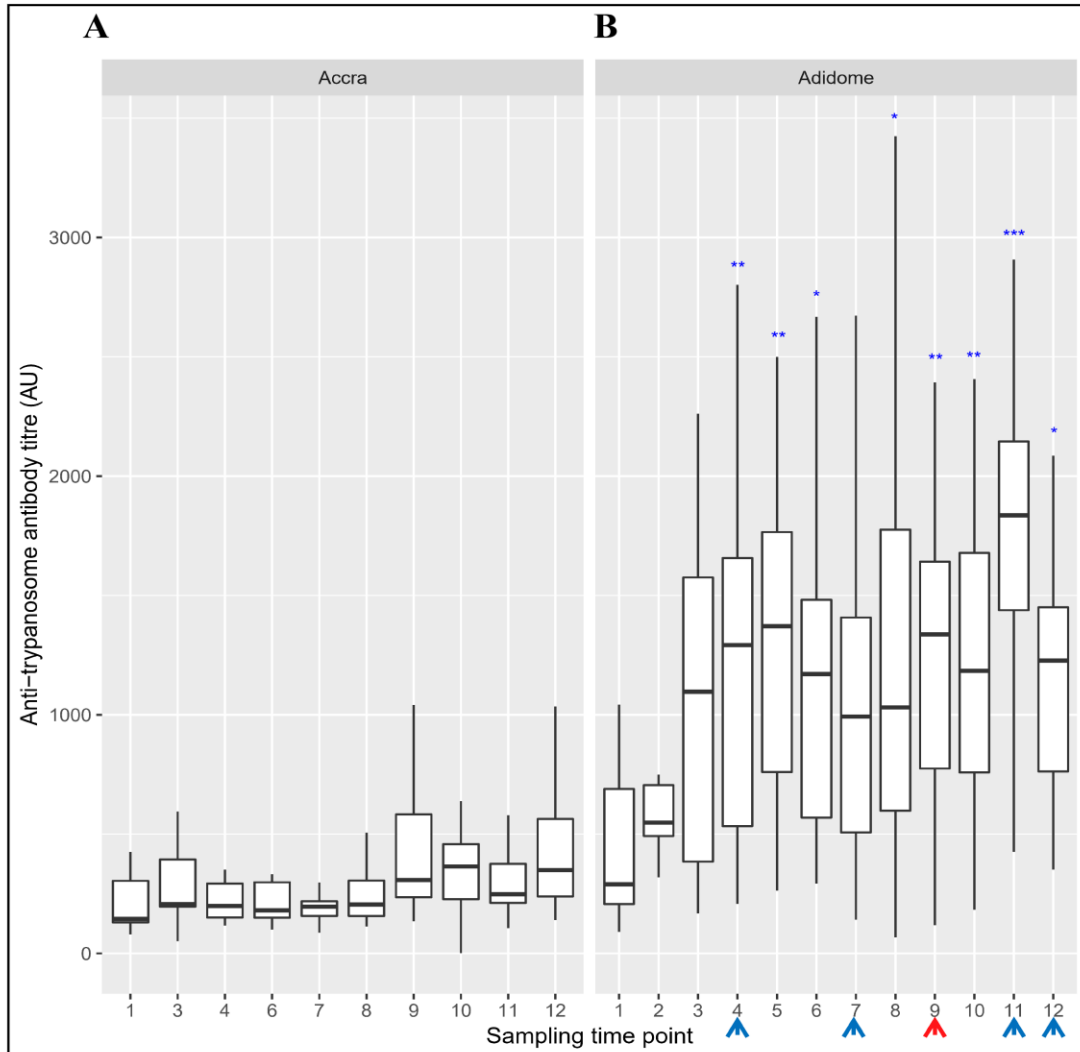 A B
Accra Adidome
*
***
**
*
**
** **
*
3000
2000
1000
0
Anti-trypanosome antibody titre (AU)
1 3 4 6 7 8 9 10 11 12 1 2 3 4 5 6 7 8 9 10 11 12
Sampling time point